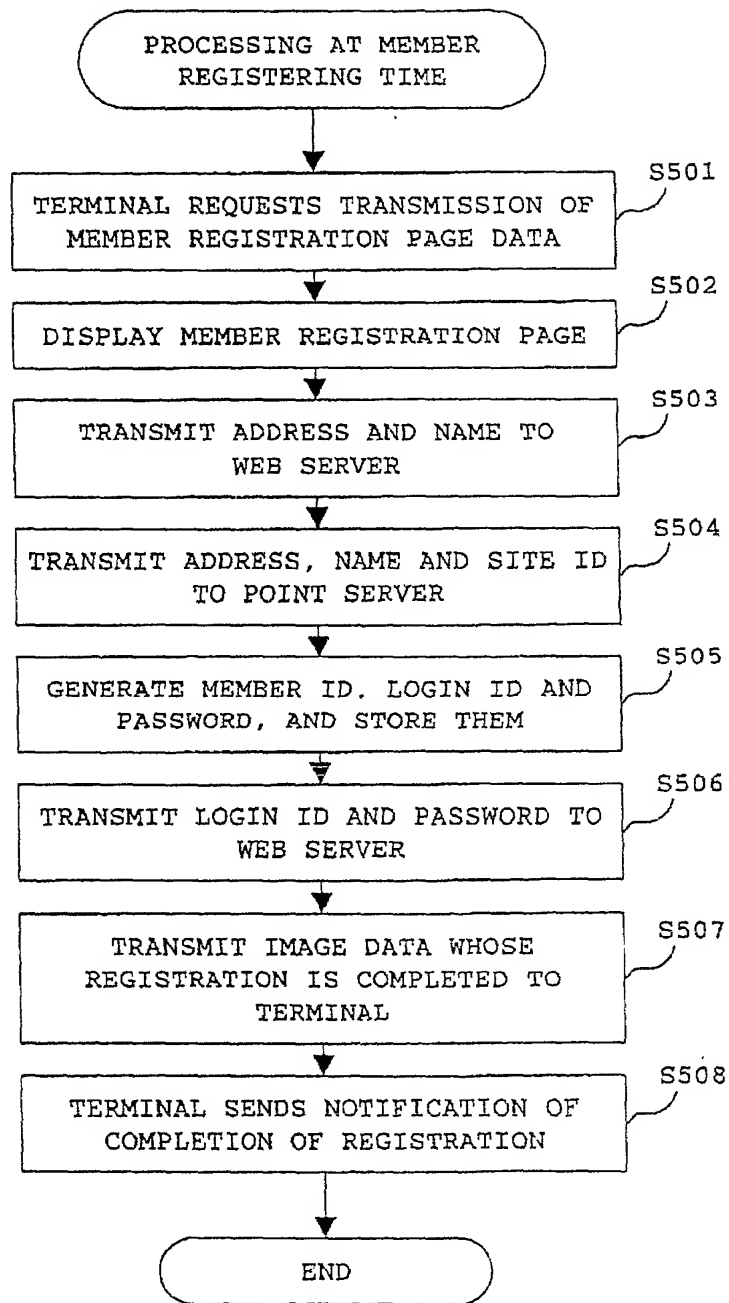 PROCESSING AT MEMBER
REGISTERING TIME
S501
TERMINAL REQUESTS TRANSMISSION OF
MEMBER REGISTRATION PAGE DATA
S502
DISPLAY MEMBER REGISTRATION PAGE
S503
TRANSMIT ADDRESS AND NAME TO
WEB SERVER
S504
TRANSMIT ADDRESS, NAME AND SITE ID
TO POINT SERVER
S505
GENERATE MEMBER ID. LOGIN ID AND
PASSWORD, AND STORE THEM
S506
TRANSMIT LOGIN ID AND PASSWORD TO
WEB SERVER
S507
TRANSMIT IMAGE DATA WHOSE
REGISTRATION IS COMPLETED TO
TERMINAL
S508
TERMINAL SENDS NOTIFICATION OF
COMPLETION OF REGISTRATION
END